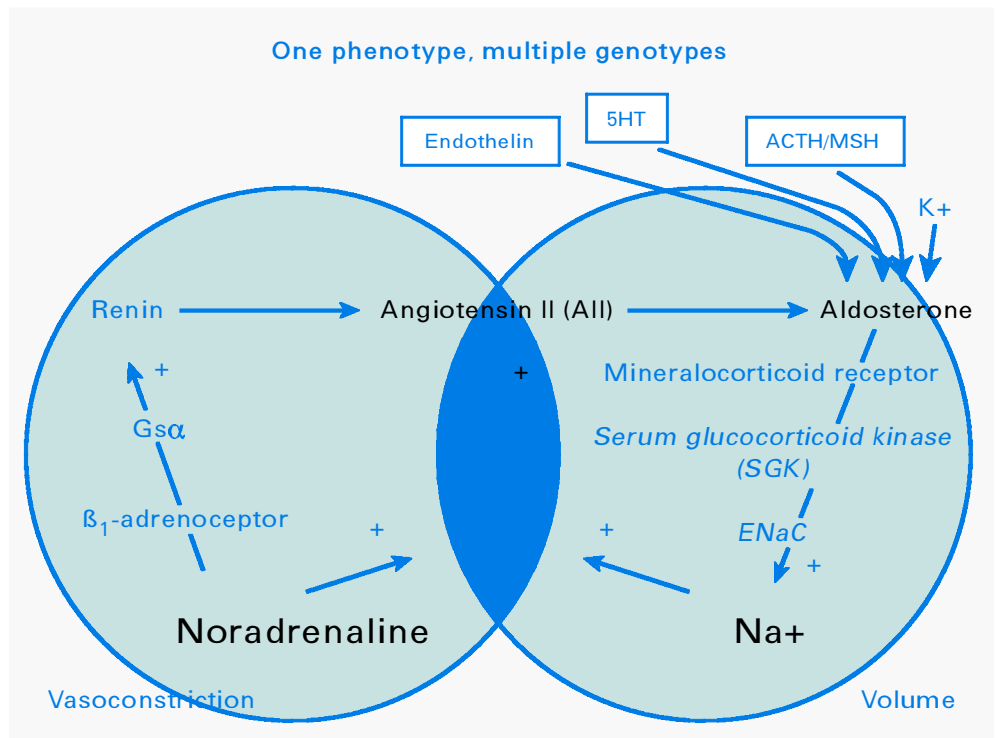 One phenotype, multiple genotypes
5HT
Endothelin
ACTH/MSH
K+
Renin
Angiotensin II (AII)
Aldosterone
+
+
Mineralocorticoid receptor
Gsα
Serum glucocorticoid kinase
(SGK)
ß₁-adrenoceptor
+
+
ENaC
+
Noradrenaline
Na+
Vasoconstriction
Volume